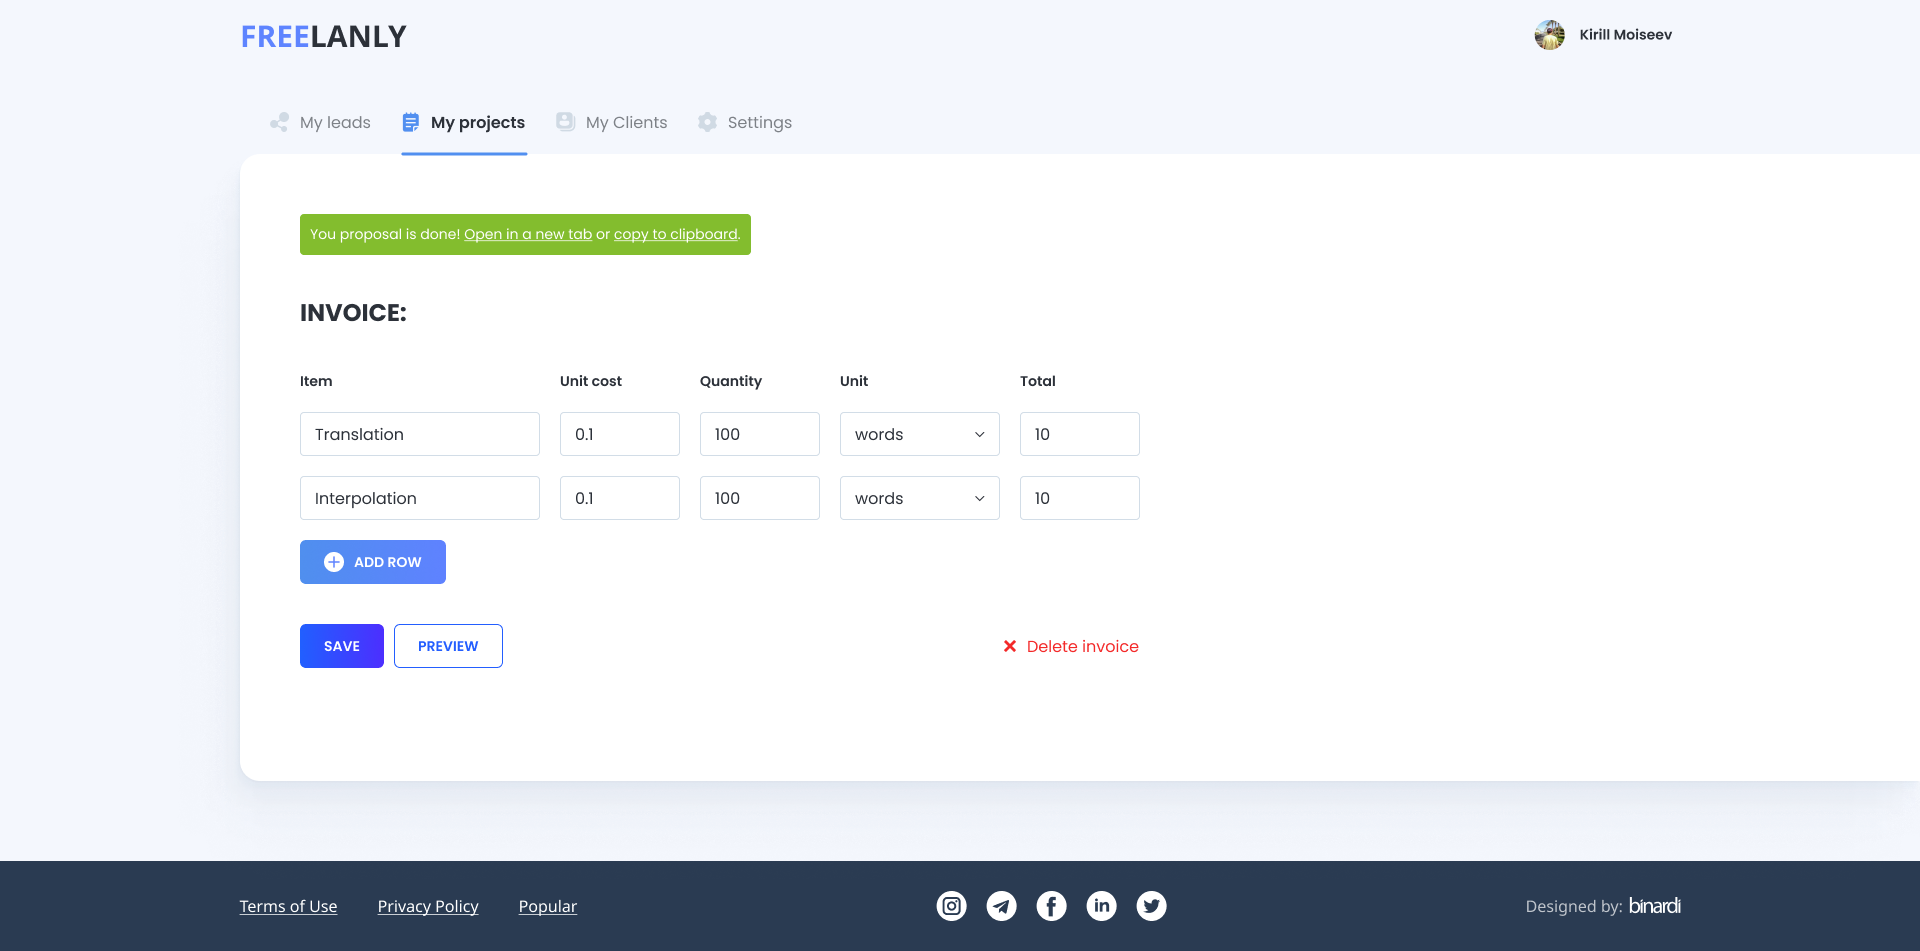 FREELANLY
Kirill Moiseev
My leads My projects My Clients Settings
You proposal is done! Open in a new tab or copy to clipboard.
INVOICE:
Item Unit cost Quantity Unit Total
Translation 0.1 100 words 10
Interpolation 0.1 100 words 10
ADD ROW
SAVE PREVIEW Delete invoice
Terms of Use Privacy Policy Popular Designed by: binardi